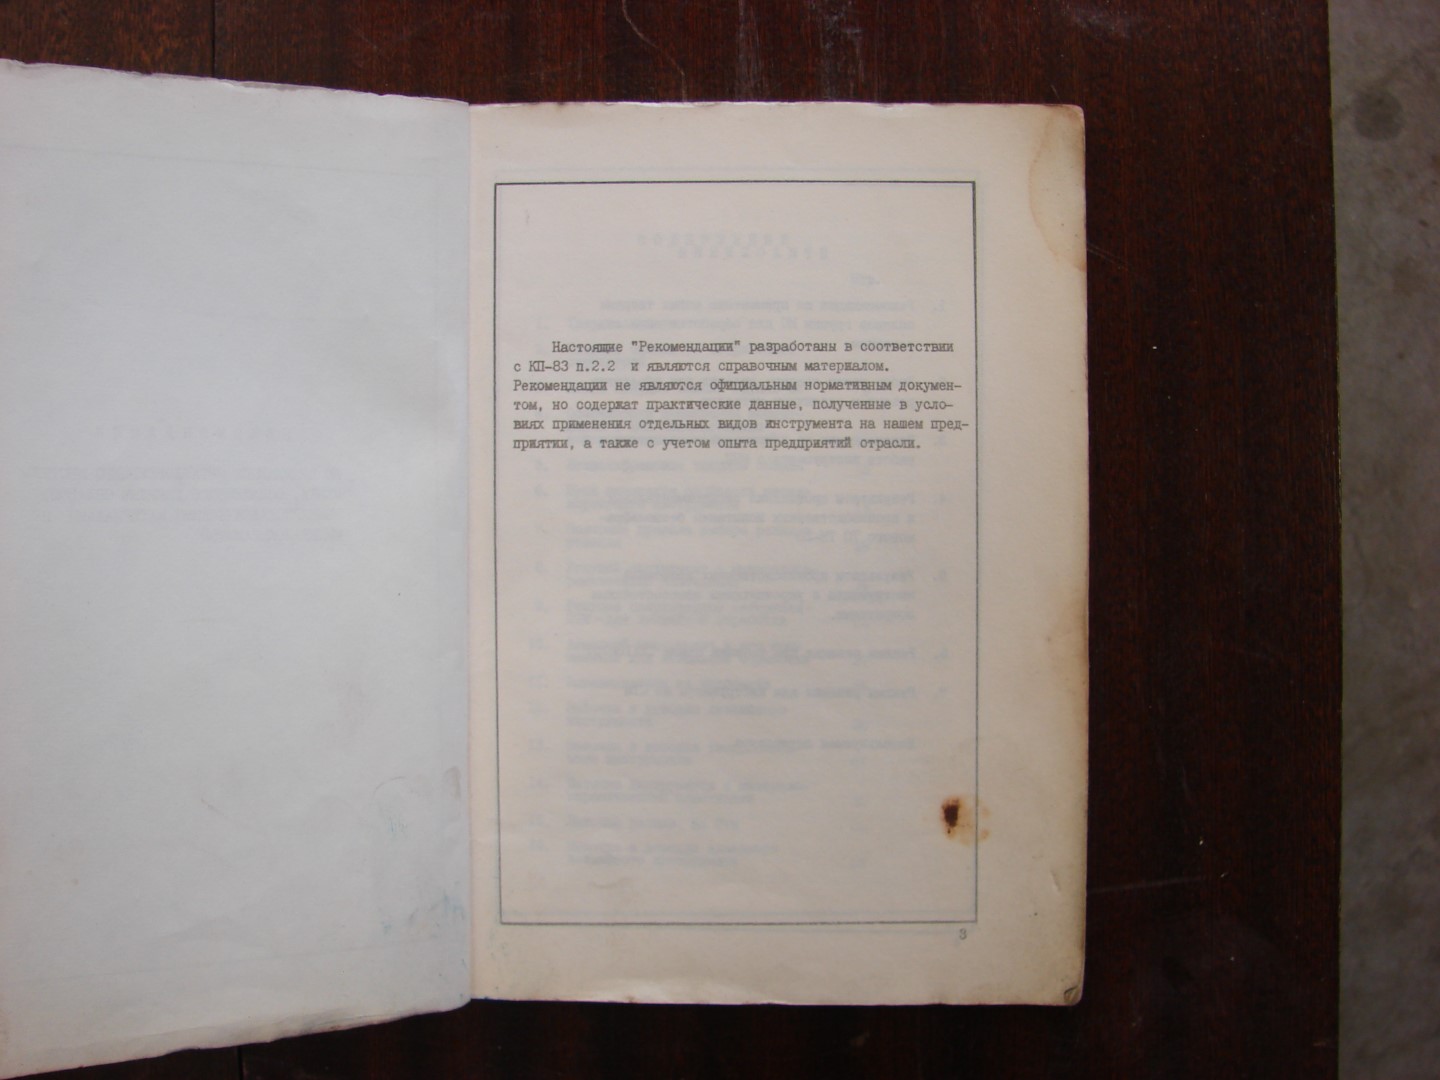 Настоящие "Рекомендации" разработаны в соответствии
с КП-83 п.2.2 и являются справочным материалом.
Рекомендации не являются официальным нормативным докумен-
том, но содержат практические данные, полученные в усло-
виях применения отдельных видов инструмента на нашем пред-
приятии, а также с учетом опыта предприятий отрасли.
3